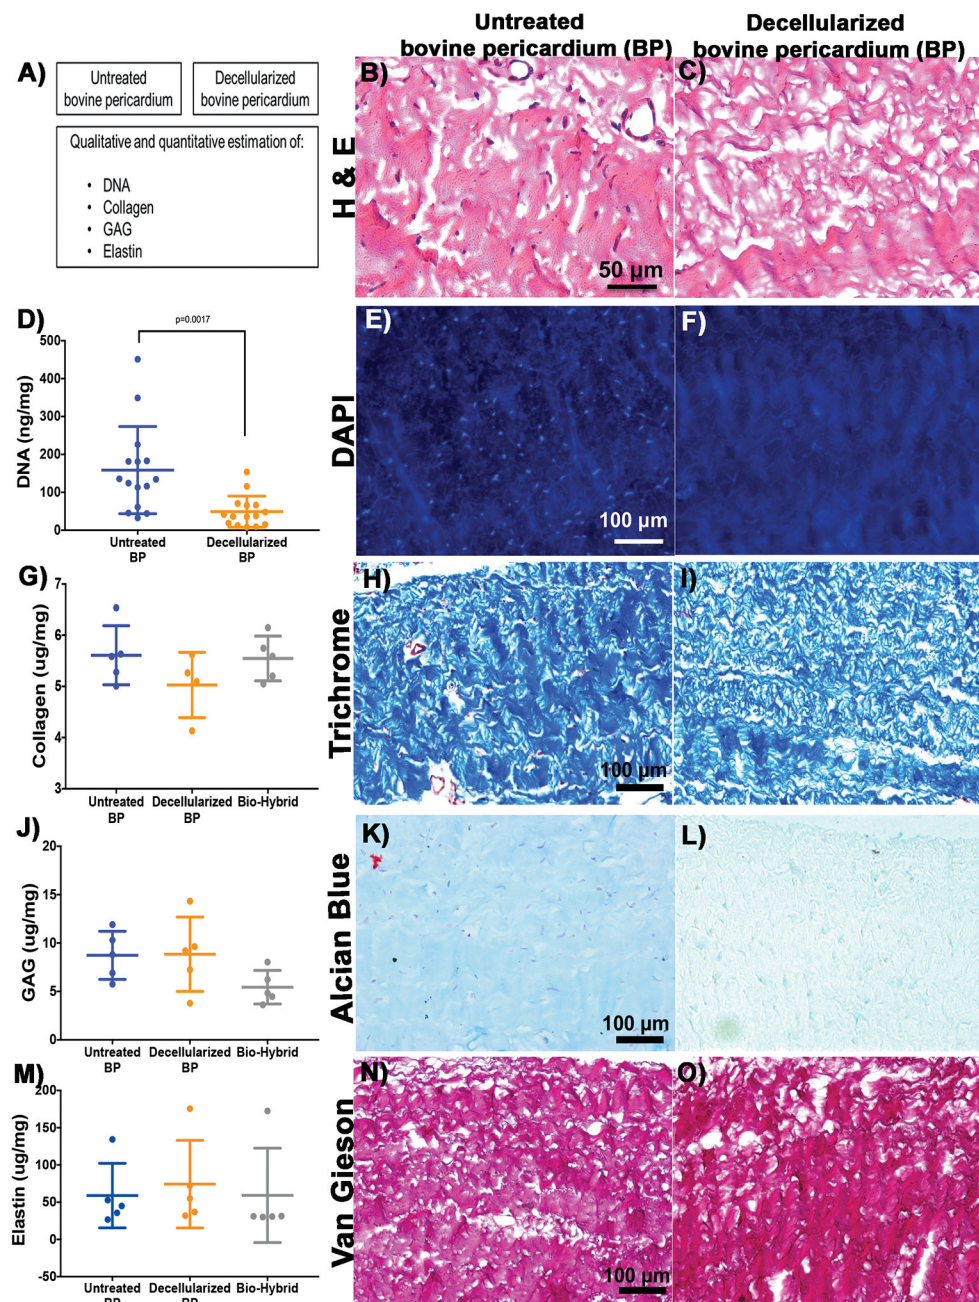 Untreated
bovine pericardium (BP)
Decellularized
bovine pericardium (BP)
A)
Untreated
bovine pericardium
Decellularized
bovine pericardium
Qualitative and quantitative estimation of:
• DNA
• Collagen
• GAG
• Elastin
H & E
B)
50 µm
C)
D)
p=0.0017
DNA (ng/mg)
500
400
300
200
100
0
Untreated
BP
Decellularized
BP
DAPI
E)
100 µm
F)
G)
Collagen (ug/mg)
7
6
5
4
3
Untreated
BP
Decellularized
BP
Bio-Hybrid
Trichrome
H)
100 µm
I)
J)
GAG (ug/mg)
20
15
10
5
0
Untreated
BP
Decellularized
BP
Bio-Hybrid
Alcian Blue
K)
100 µm
L)
M)
Elastin (ug/mg)
200
150
100
50
0
-50
Untreated
BP
Decellularized
BP
Bio-Hybrid
Van Gieson
N)
100 µm
O)